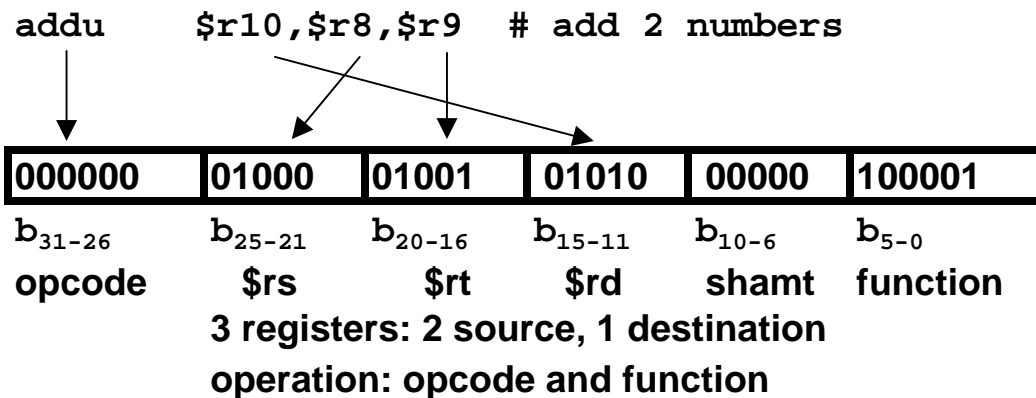 addu $r10,$r8,$r9 # add 2 numbers
000000 01000 01001 01010 00000 100001
b31-26 b25-21 b20-16 b15-11 b10-6 b5-0
opcode $rs $rt $rd shamt function
3 registers: 2 source, 1 destination
operation: opcode and function